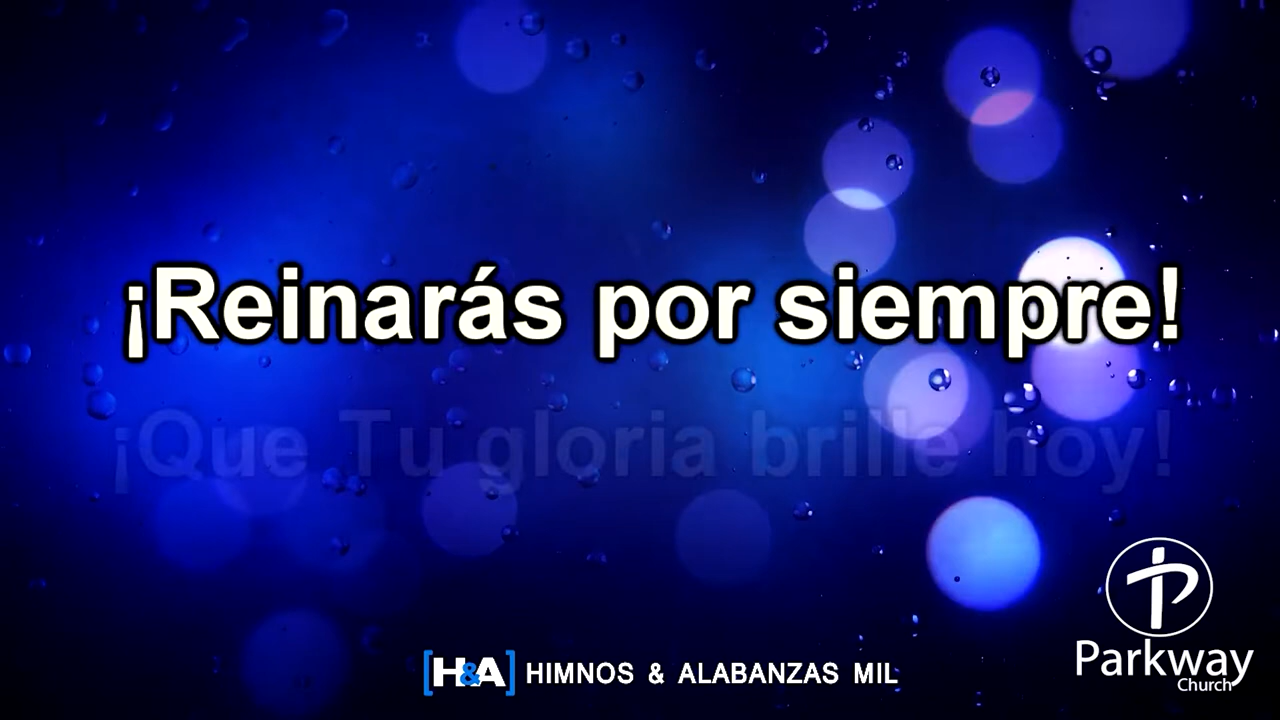 ¡Reinarás por siempre!
¡Que Tu gloria brille hoy!
[H&A] HIMNOS & ALABANZAS MIL
Parkway
Church